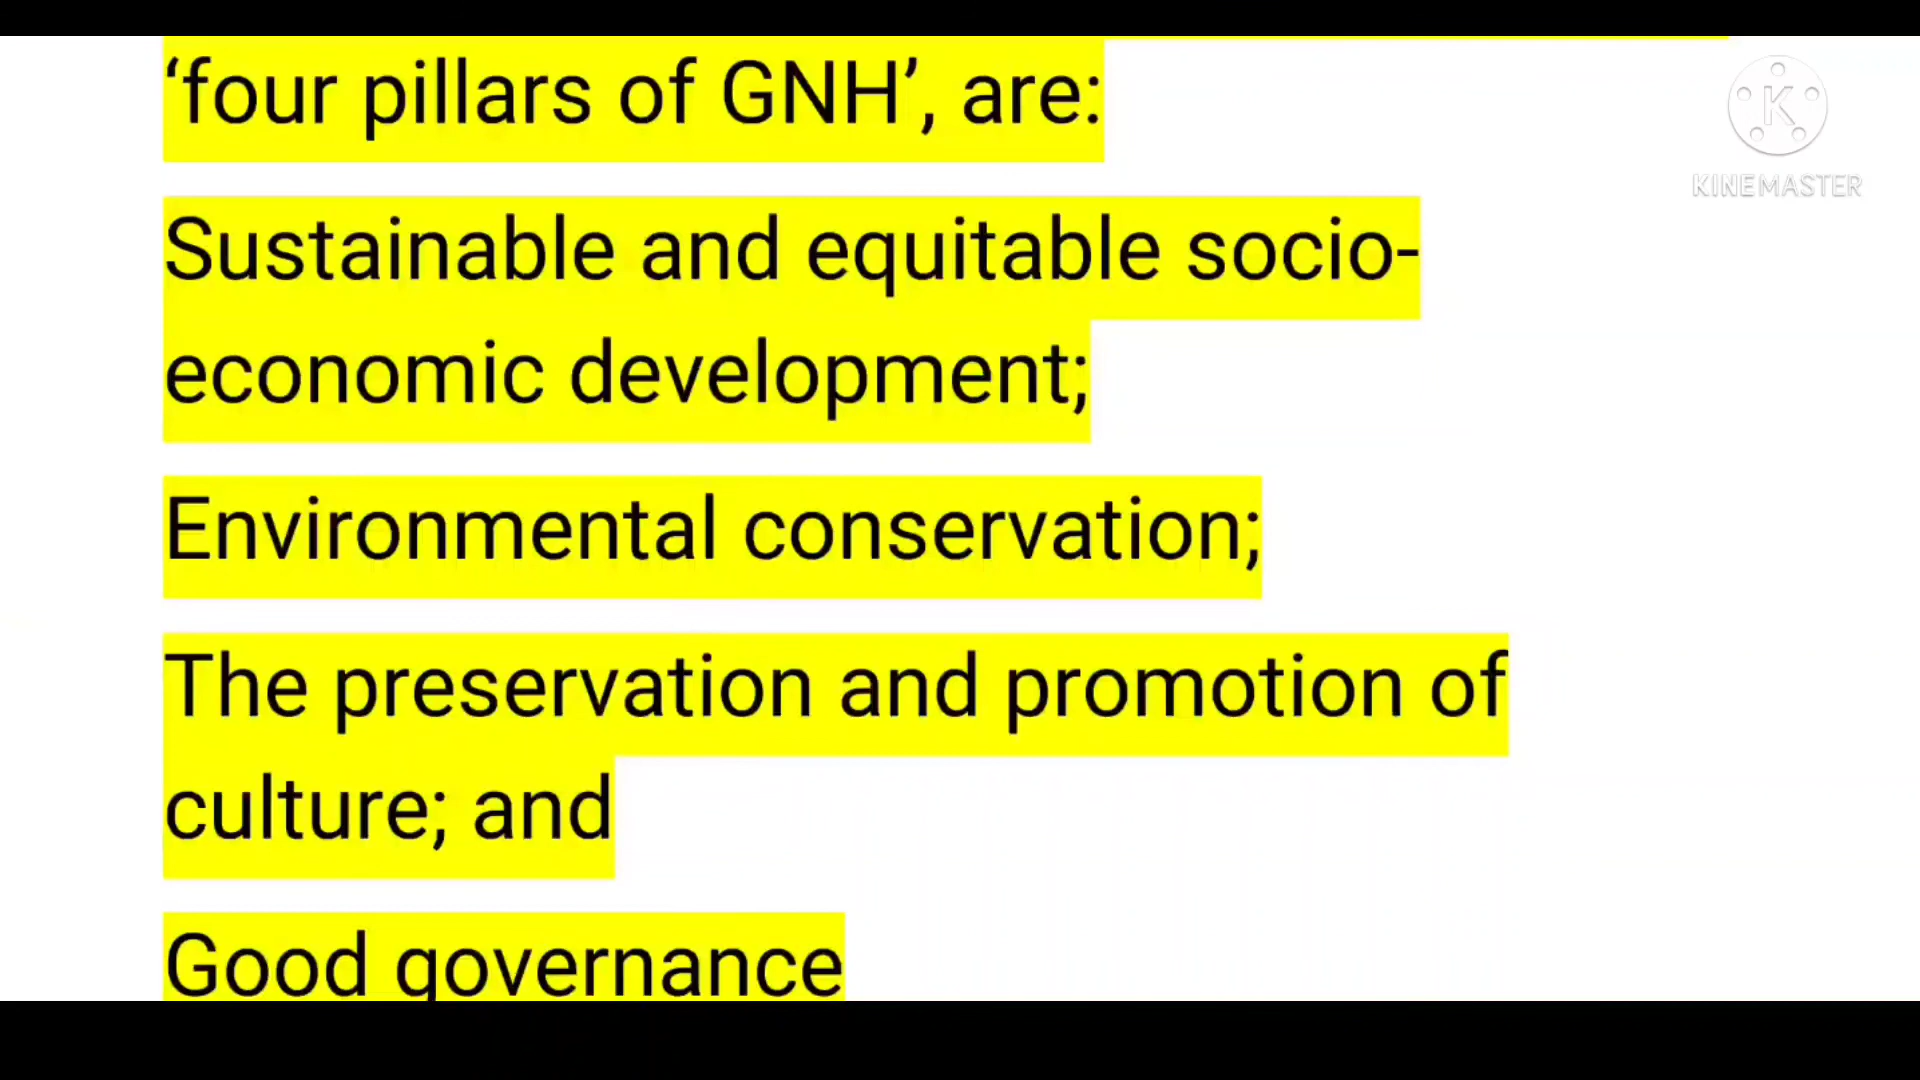 ‘four pillars of GNH’, are:
K
KINEMASTER
Sustainable and equitable socio-
economic development;
Environmental conservation;
The preservation and promotion of
culture; and
Good governance